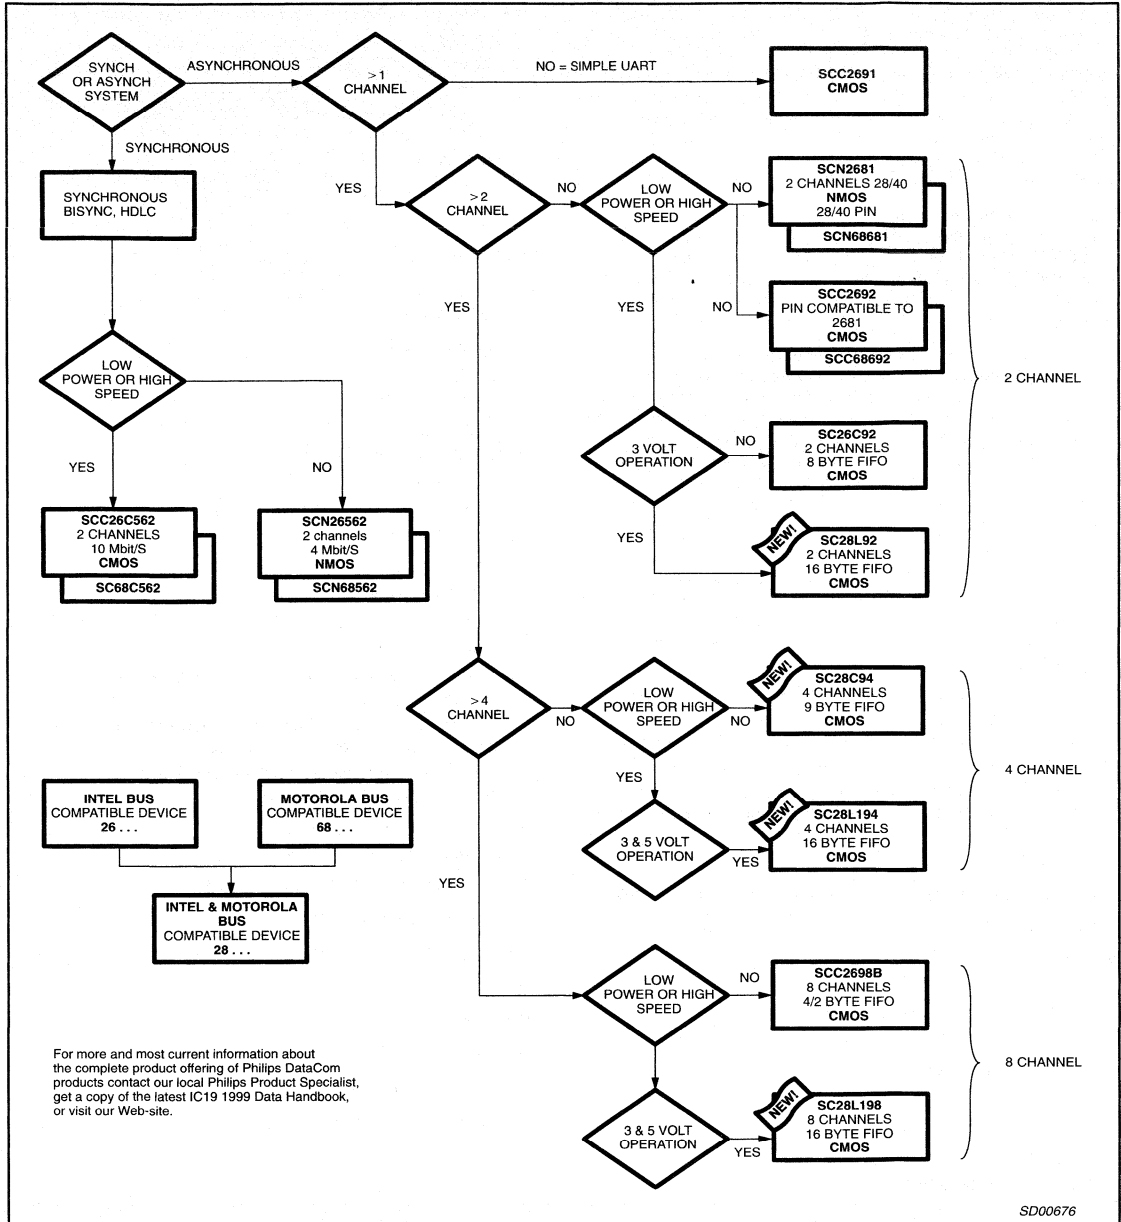 SYNCH
OR ASYNCH
SYSTEM
ASYNCHRONOUS
>1
CHANNEL
NO = SIMPLE UART
SCC2691
CMOS
SYNCHRONOUS
SYNCHRONOUS
BISYNC, HDLC
YES
>2
CHANNEL
NO
LOW
POWER OR HIGH
SPEED
NO
SCN2681
2 CHANNELS 28/40
NMOS
28/40 PIN
SCN68681
YES
YES
NO
SCC2692
PIN COMPATIBLE TO
2681
CMOS
SCC68692
2 CHANNEL
LOW
POWER OR HIGH
SPEED
YES
NO
3 VOLT
OPERATION
NO
SC26C92
2 CHANNELS
8 BYTE FIFO
CMOS
SCC26C562
2 CHANNELS
10 Mbit/S
CMOS
SC68C562
SCN26562
2 channels
4 Mbit/S
NMOS
SCN68562
YES
NEW!
SC28L92
2 CHANNELS
16 BYTE FIFO
CMOS
>4
CHANNEL
NO
LOW
POWER OR HIGH
SPEED
NO
NEW!
SC28C94
4 CHANNELS
9 BYTE FIFO
CMOS
YES
4 CHANNEL
INTEL BUS
COMPATIBLE DEVICE
26 . . .
MOTOROLA BUS
COMPATIBLE DEVICE
68 . . .
3 & 5 VOLT
OPERATION
YES
NEW!
SC28L194
4 CHANNELS
16 BYTE FIFO
CMOS
YES
INTEL & MOTOROLA
BUS
COMPATIBLE DEVICE
28 . . .
LOW
POWER OR HIGH
SPEED
NO
SCC2698B
8 CHANNELS
4/2 BYTE FIFO
CMOS
8 CHANNEL
For more and most current information about
the complete product offering of Philips DataCom
products contact our local Philips Product Specialist,
get a copy of the latest IC19 1999 Data Handbook,
or visit our Web-site.
3 & 5 VOLT
OPERATION
YES
NEW!
SC28L198
8 CHANNELS
16 BYTE FIFO
CMOS
SD00676